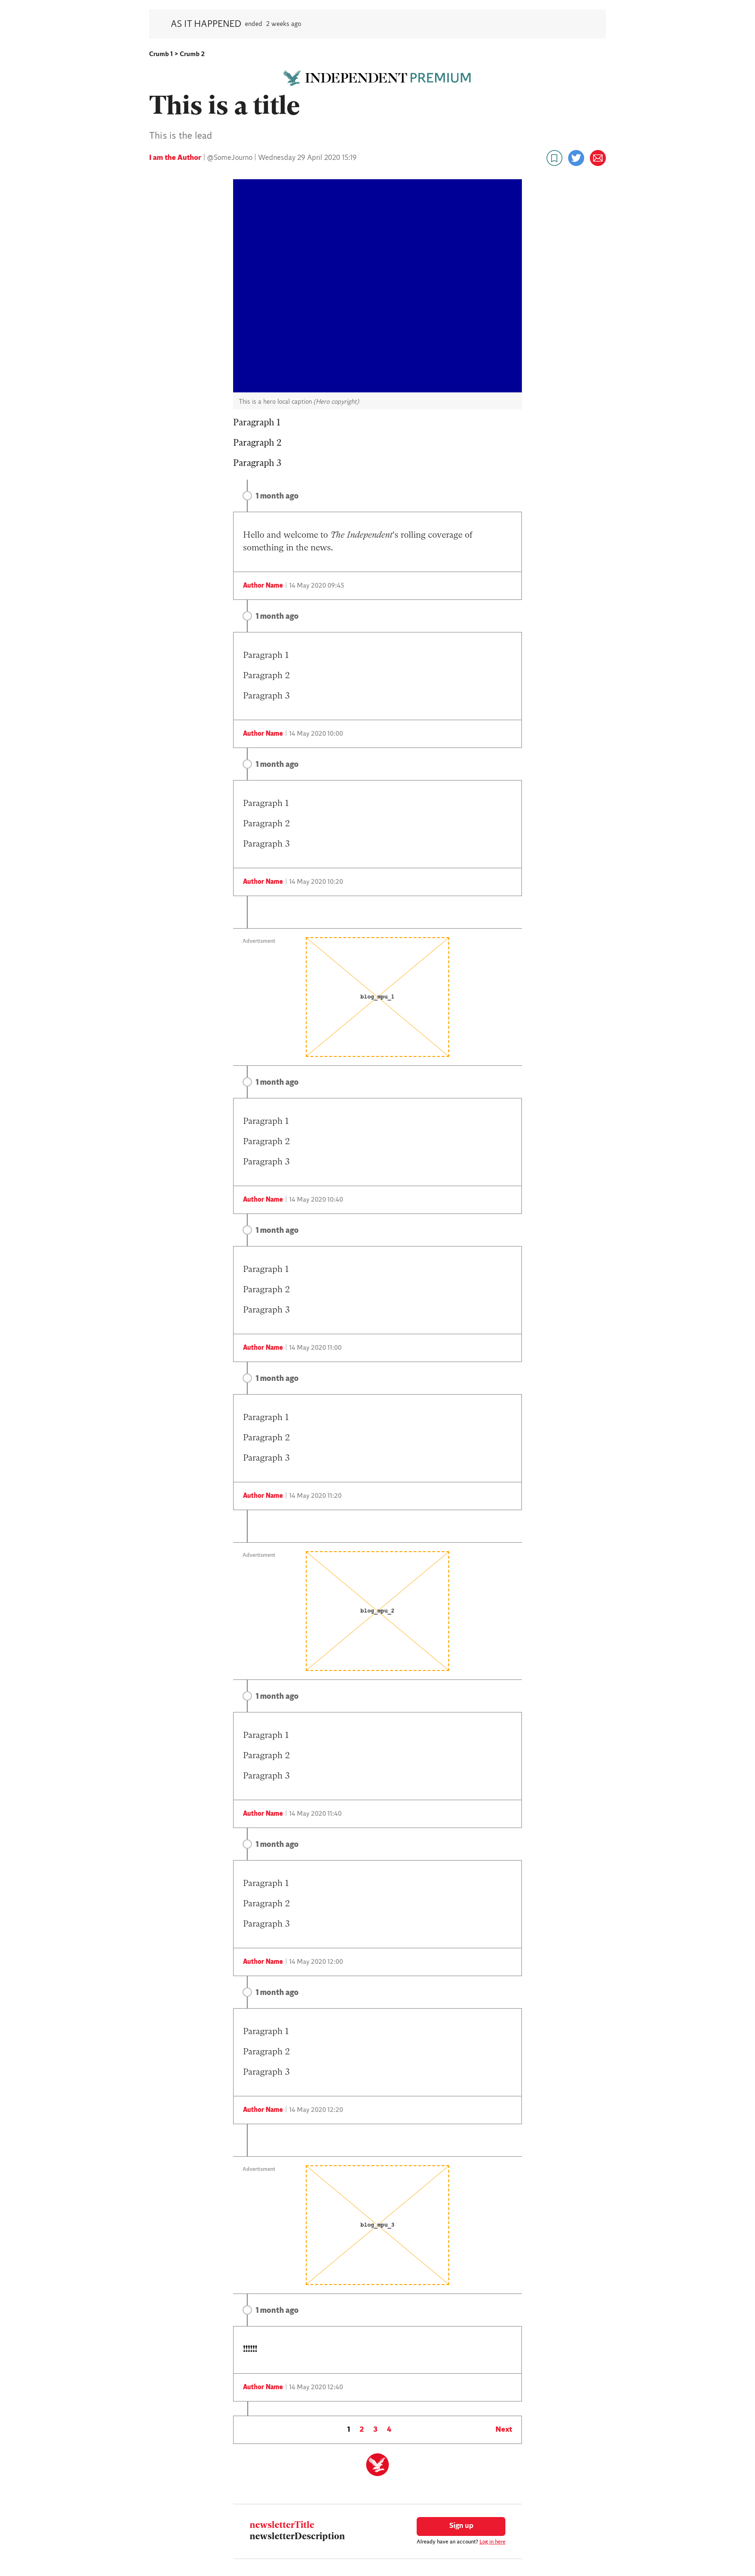 AS IT HAPPENED ended 2 weeks ago
Crumb 1 > Crumb 2
INDEPENDENT PREMIUM
This is a title
This is the lead
I am the Author | @SomeJourno | Wednesday 29 April 2020 15:19
This is a hero local caption (Hero copyright)
Paragraph 1
Paragraph 2
Paragraph 3
1 month ago
Hello and welcome to The Independent's rolling coverage of
something in the news.
Author Name | 14 May 2020 09:45
1 month ago
Paragraph 1
Paragraph 2
Paragraph 3
Author Name | 14 May 2020 10:00
1 month ago
Paragraph 1
Paragraph 2
Paragraph 3
Author Name | 14 May 2020 10:20
Advertisment
blog_mpu_1
1 month ago
Paragraph 1
Paragraph 2
Paragraph 3
Author Name | 14 May 2020 10:40
1 month ago
Paragraph 1
Paragraph 2
Paragraph 3
Author Name | 14 May 2020 11:00
1 month ago
Paragraph 1
Paragraph 2
Paragraph 3
Author Name | 14 May 2020 11:20
Advertisment
blog_mpu_2
1 month ago
Paragraph 1
Paragraph 2
Paragraph 3
Author Name | 14 May 2020 11:40
1 month ago
Paragraph 1
Paragraph 2
Paragraph 3
Author Name | 14 May 2020 12:00
1 month ago
Paragraph 1
Paragraph 2
Paragraph 3
Author Name | 14 May 2020 12:20
Advertisment
blog_mpu_3
1 month ago
!!!!!!
Author Name | 14 May 2020 12:40
1 2 3 4 Next
newsletterTitle
newsletterDescription
Sign up
Already have an account? Log in here